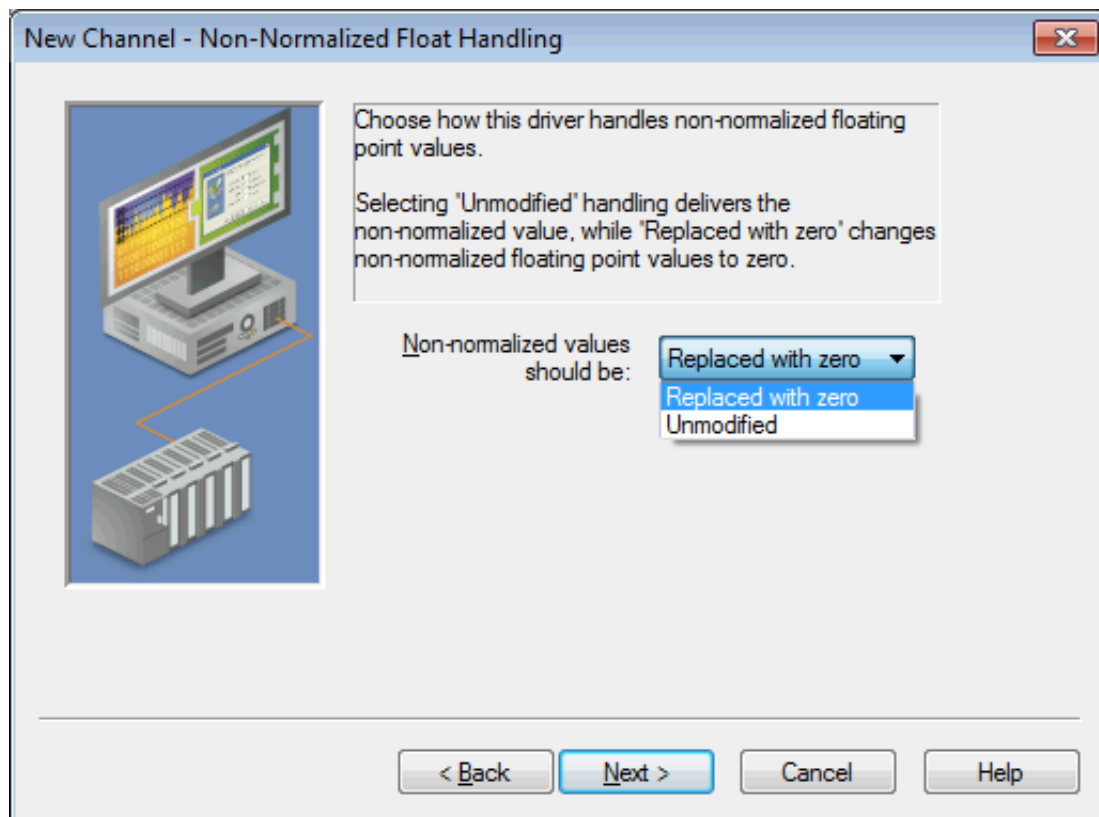 New Channel - Non-Normalized Float Handling
Choose how this driver handles non-normalized floating
point values.
Selecting 'Unmodified' handling delivers the
non-normalized value, while 'Replaced with zero' changes
non-normalized floating point values to zero.
Non-normalized values
should be:
Replaced with zero
Replaced with zero
Unmodified
< Back
Next >
Cancel
Help